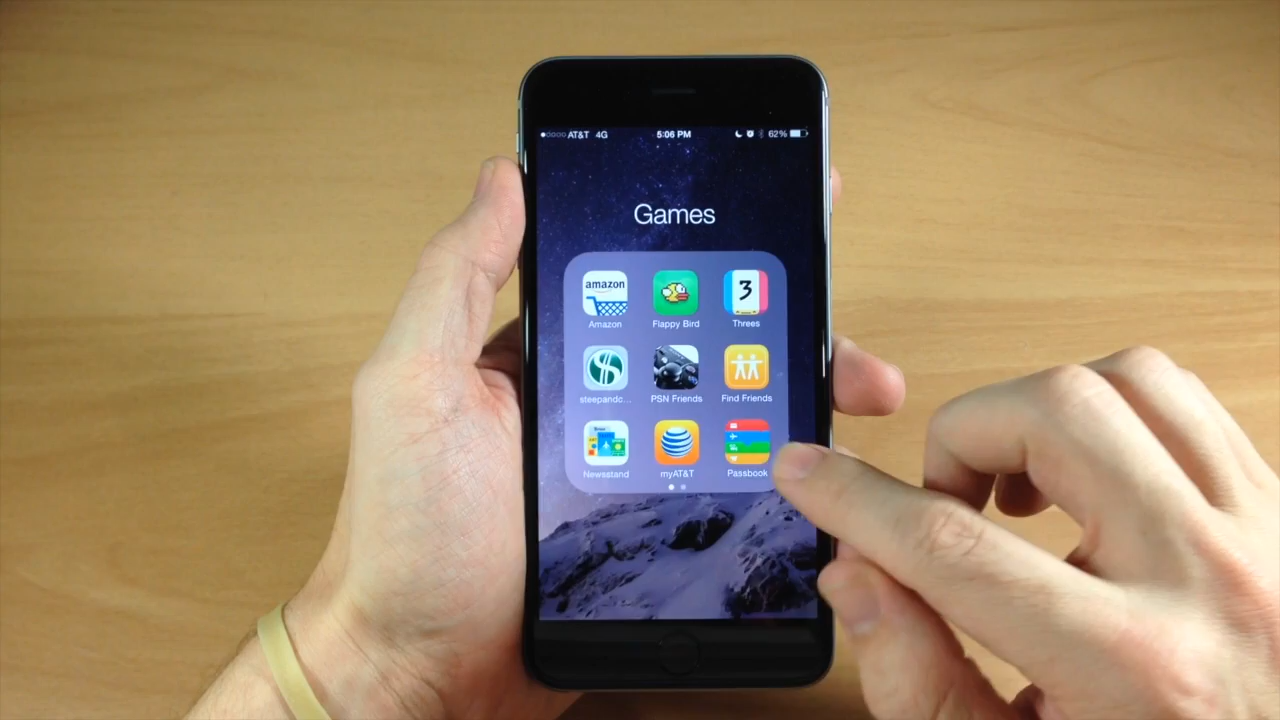 AT&T 4G 5:06 PM 62%
Games
amazon 3
Amazon Flappy Bird Threes
$
steepandc... PSN Friends Find Friends
Newsstand myAT&T Passbook